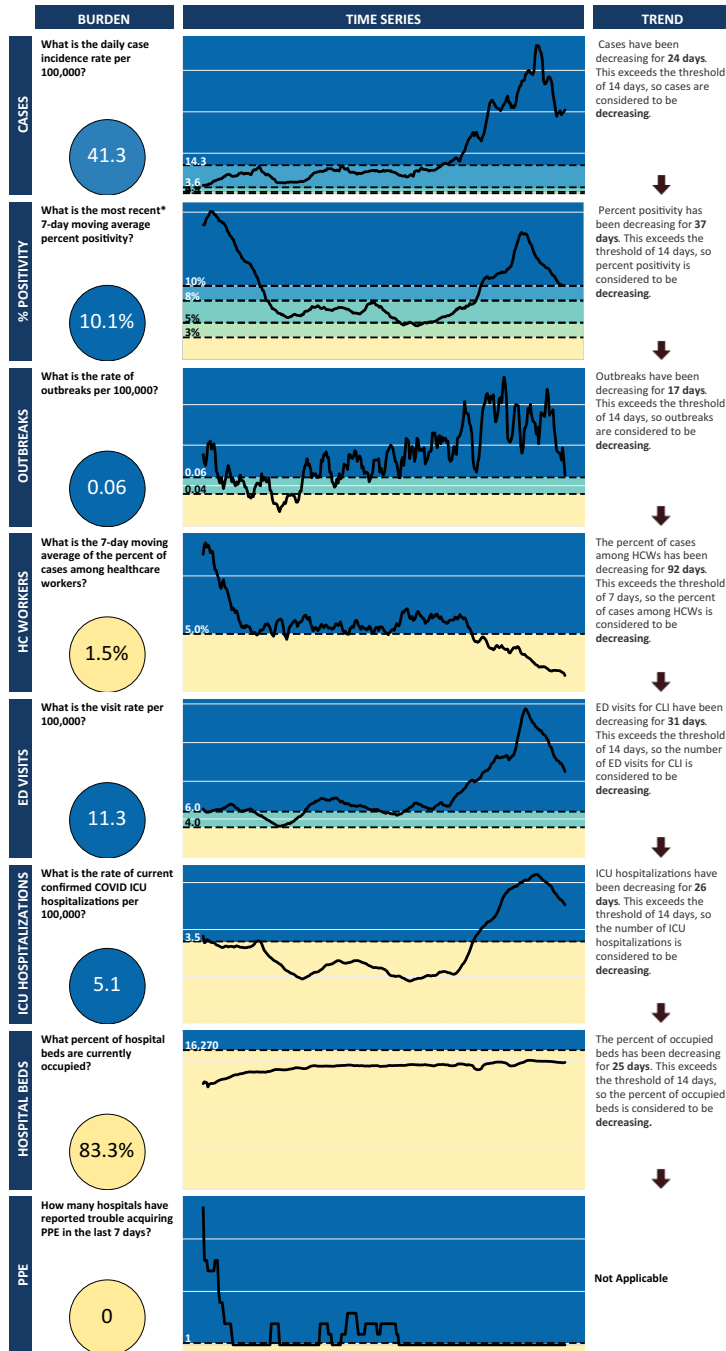 BURDEN
TIME SERIES
TREND
CASES
What is the daily case
incidence rate per
100,000?
41.3
14.3
3.6
Cases have been
decreasing for 24 days.
This exceeds the threshold
of 14 days, so cases are
considered to be
decreasing.
% POSITIVITY
What is the most recent*
7-day moving average
percent positivity?
10.1%
10%
8%
5%
3%
Percent positivity has
been decreasing for 37
days. This exceeds the
threshold of 14 days, so
percent positivity is
considered to be
decreasing.
OUTBREAKS
What is the rate of
outbreaks per 100,000?
0.06
0.06
0.04
Outbreaks have been
decreasing for 17 days.
This exceeds the threshold
of 14 days, so outbreaks
are considered to be
decreasing.
HC WORKERS
What is the 7-day moving
average of the percent of
cases among healthcare
workers?
1.5%
5.0%
The percent of cases
among HCWs has been
decreasing for 92 days.
This exceeds the threshold
of 7 days, so the percent
of cases among HCWs is
considered to be
decreasing.
ED VISITS
What is the visit rate per
100,000?
11.3
6.0
4.0
ED visits for CLI have been
decreasing for 31 days.
This exceeds the threshold
of 14 days, so the number
of ED visits for CLI is
considered to be
decreasing.
ICU HOSPITALIZATIONS
What is the rate of current
confirmed COVID ICU
hospitalizations per
100,000?
5.1
3.5
ICU hospitalizations have
been decreasing for 26
days. This exceeds the
threshold of 14 days, so
the number of ICU
hospitalizations is
considered to be
decreasing.
HOSPITAL BEDS
What percent of hospital
beds are currently
occupied?
83.3%
16,270
The percent of occupied
beds has been decreasing
for 25 days. This exceeds
the threshold of 14 days,
so the percent of occupied
beds is considered to be
decreasing.
PPE
How many hospitals have
reported trouble acquiring
PPE in the last 7 days?
0
1
Not Applicable